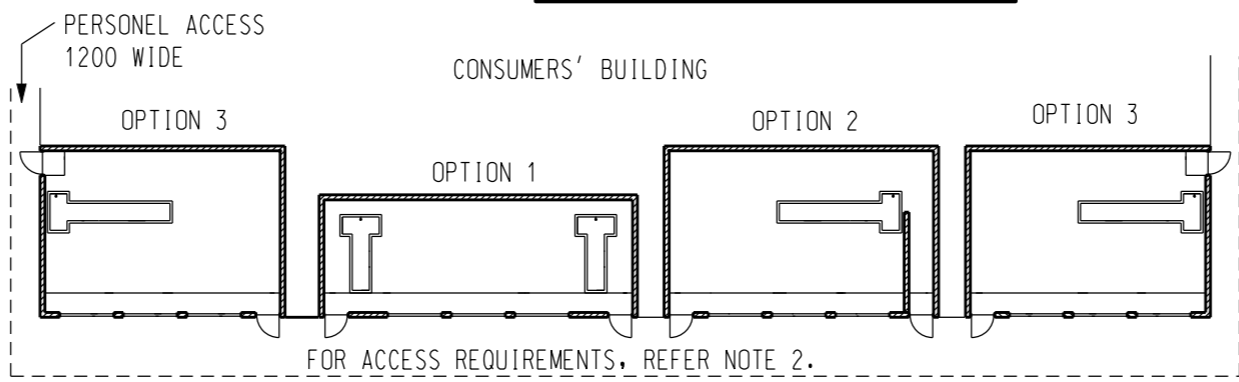 PERSONEL ACCESS
1200 WIDE
CONSUMERS' BUILDING
OPTION 3
OPTION 1
OPTION 2
OPTION 3
FOR ACCESS REQUIREMENTS, REFER NOTE 2.